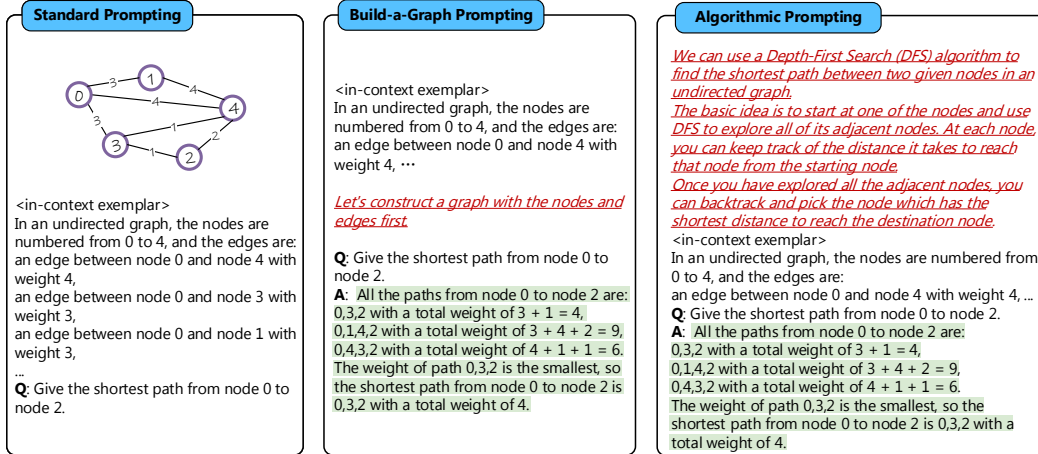 Standard Prompting
0
1
2
3
4
3
4
4
3
1
1
2
<in-context exemplar>
In an undirected graph, the nodes are
numbered from 0 to 4, and the edges are:
an edge between node 0 and node 4 with
weight 4,
an edge between node 0 and node 3 with
weight 3,
an edge between node 0 and node 1 with
weight 3,
...
Q: Give the shortest path from node 0 to
node 2.
Build-a-Graph Prompting
<in-context exemplar>
In an undirected graph, the nodes are
numbered from 0 to 4, and the edges are:
an edge between node 0 and node 4 with
weight 4, ⋯
Let's construct a graph with the nodes and
edges first.
Q: Give the shortest path from node 0 to
node 2.
A: All the paths from node 0 to node 2 are:
0,3,2 with a total weight of 3 + 1 = 4,
0,1,4,2 with a total weight of 3 + 4 + 2 = 9,
0,4,3,2 with a total weight of 4 + 1 + 1 = 6.
The weight of path 0,3,2 is the smallest, so
the shortest path from node 0 to node 2 is
0,3,2 with a total weight of 4.
Algorithmic Prompting
We can use a Depth-First Search (DFS) algorithm to
find the shortest path between two given nodes in an
undirected graph.
The basic idea is to start at one of the nodes and use
DFS to explore all of its adjacent nodes. At each node,
you can keep track of the distance it takes to reach
that node from the starting node.
Once you have explored all the adjacent nodes, you
can backtrack and pick the node which has the
shortest distance to reach the destination node.
<in-context exemplar>
In an undirected graph, the nodes are numbered from
0 to 4, and the edges are:
an edge between node 0 and node 4 with weight 4, ...
Q: Give the shortest path from node 0 to node 2.
A: All the paths from node 0 to node 2 are:
0,3,2 with a total weight of 3 + 1 = 4,
0,1,4,2 with a total weight of 3 + 4 + 2 = 9,
0,4,3,2 with a total weight of 4 + 1 + 1 = 6.
The weight of path 0,3,2 is the smallest, so the
shortest path from node 0 to node 2 is 0,3,2 with a
total weight of 4.